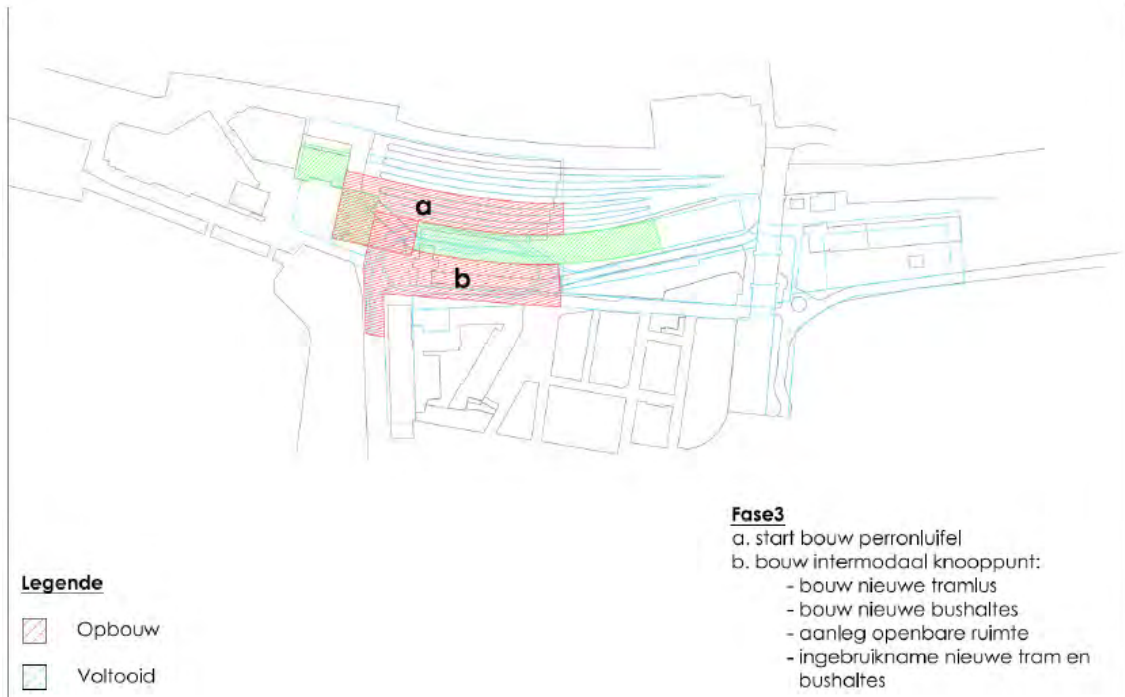 a
b
Fase3
a. start bouw perronluifel
b. bouw intermodaal knooppunt:
- bouw nieuwe tramlus
- bouw nieuwe bushaltes
- aanleg openbare ruimte
- ingebruikname nieuwe tram en
bushaltes
Legende
Opbouw
Voltooid